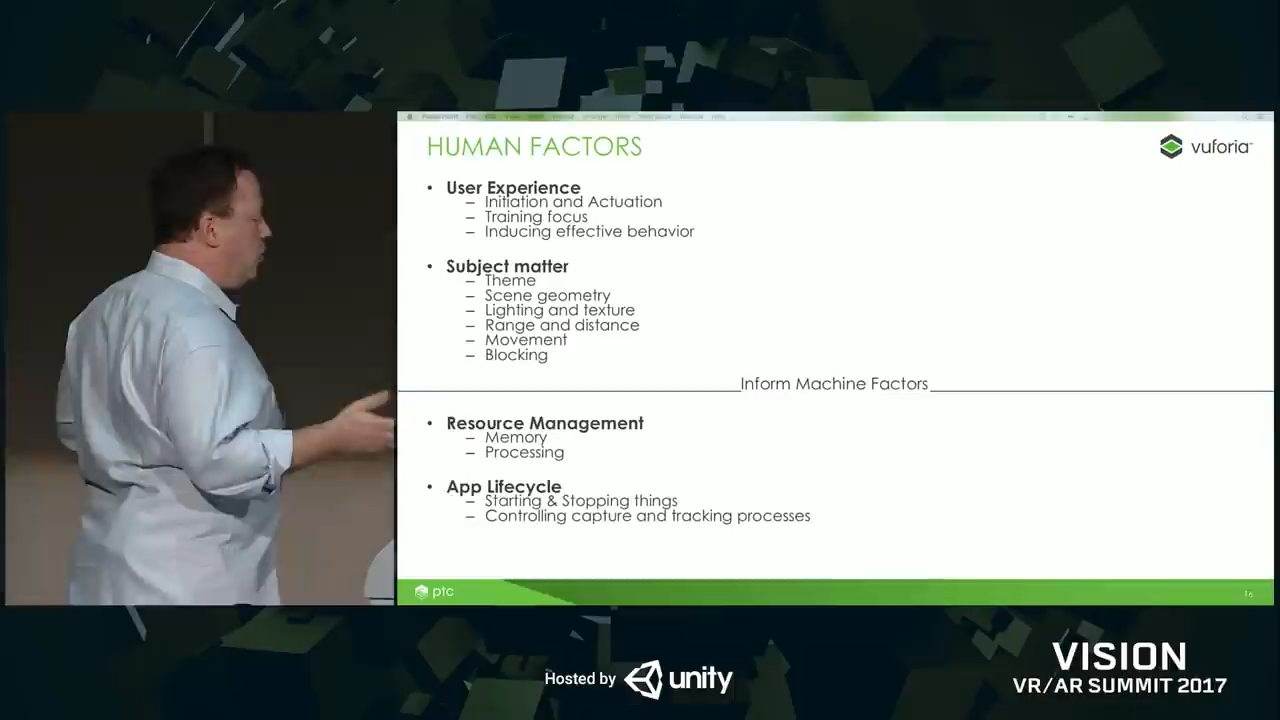 HUMAN FACTORS
vuforia
• User Experience
– Initiation and Actuation
– Training focus
– Inducing effective behavior
• Subject matter
– Theme
– Scene geometry
– Lighting and texture
– Range and distance
– Movement
– Blocking
Inform Machine Factors
• Resource Management
– Memory
– Processing
• App Lifecycle
– Starting & Stopping things
– Controlling capture and tracking processes
ptc
16
Hosted by unity
VISION
VR/AR SUMMIT 2017